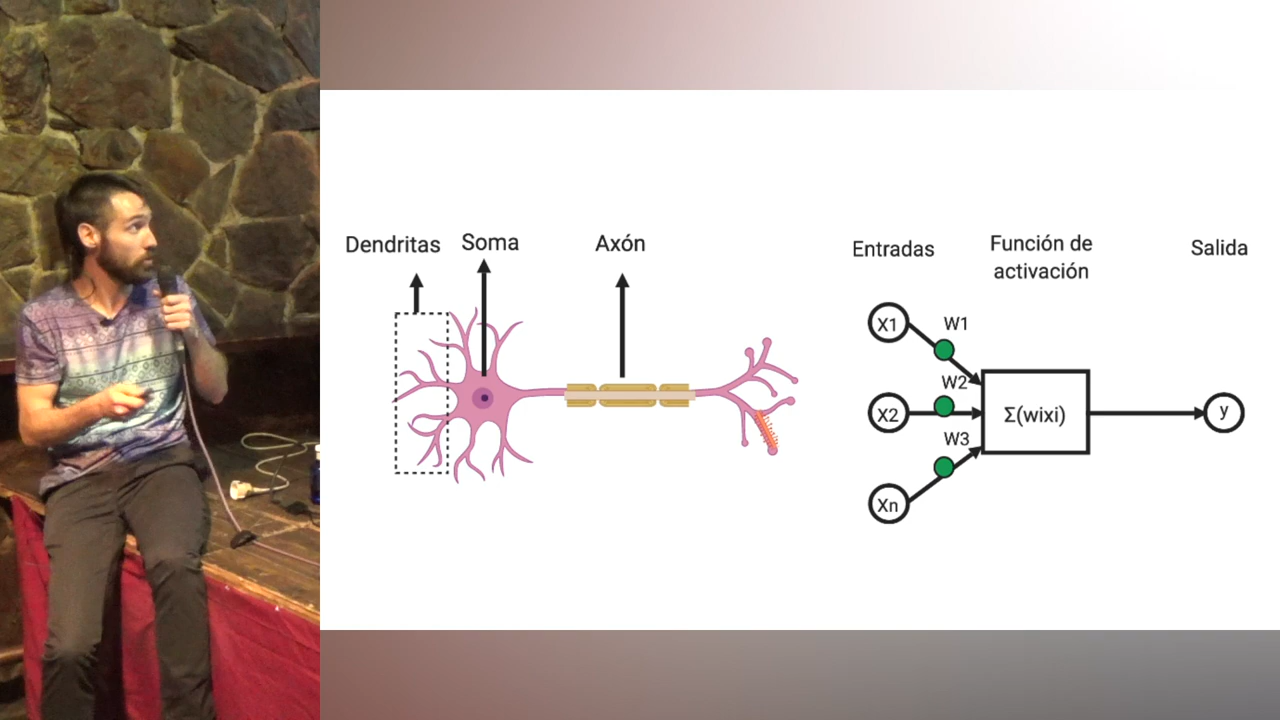 Dendritas
Soma
Axón
Entradas
Función de
activación
Salida
X1
W1
X2
W2
Σ(wixi)
y
W3
Xn